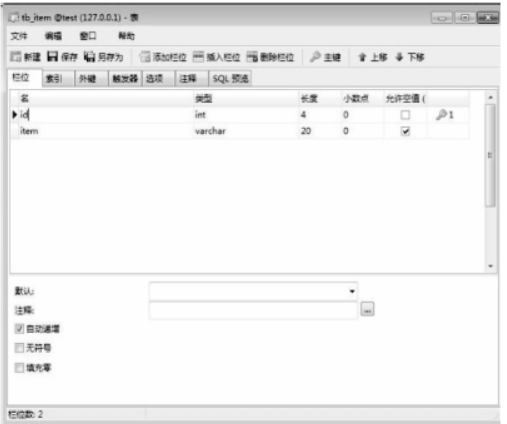 tb_item @test (127.0.0.1) - 表
文件 编辑 窗口 帮助
新建 保存 另存为 添加栏位 插入栏位 删除栏位 主键 上移 下移
栏位 索引 外键 触发器 选项 注释 SQL 预览
名 类型 长度 小数点 允许空值 (
id int 4 0 1
item varchar 20 0
默认:
注释:
...
自动递增
无符号
填充零
栏位数: 2